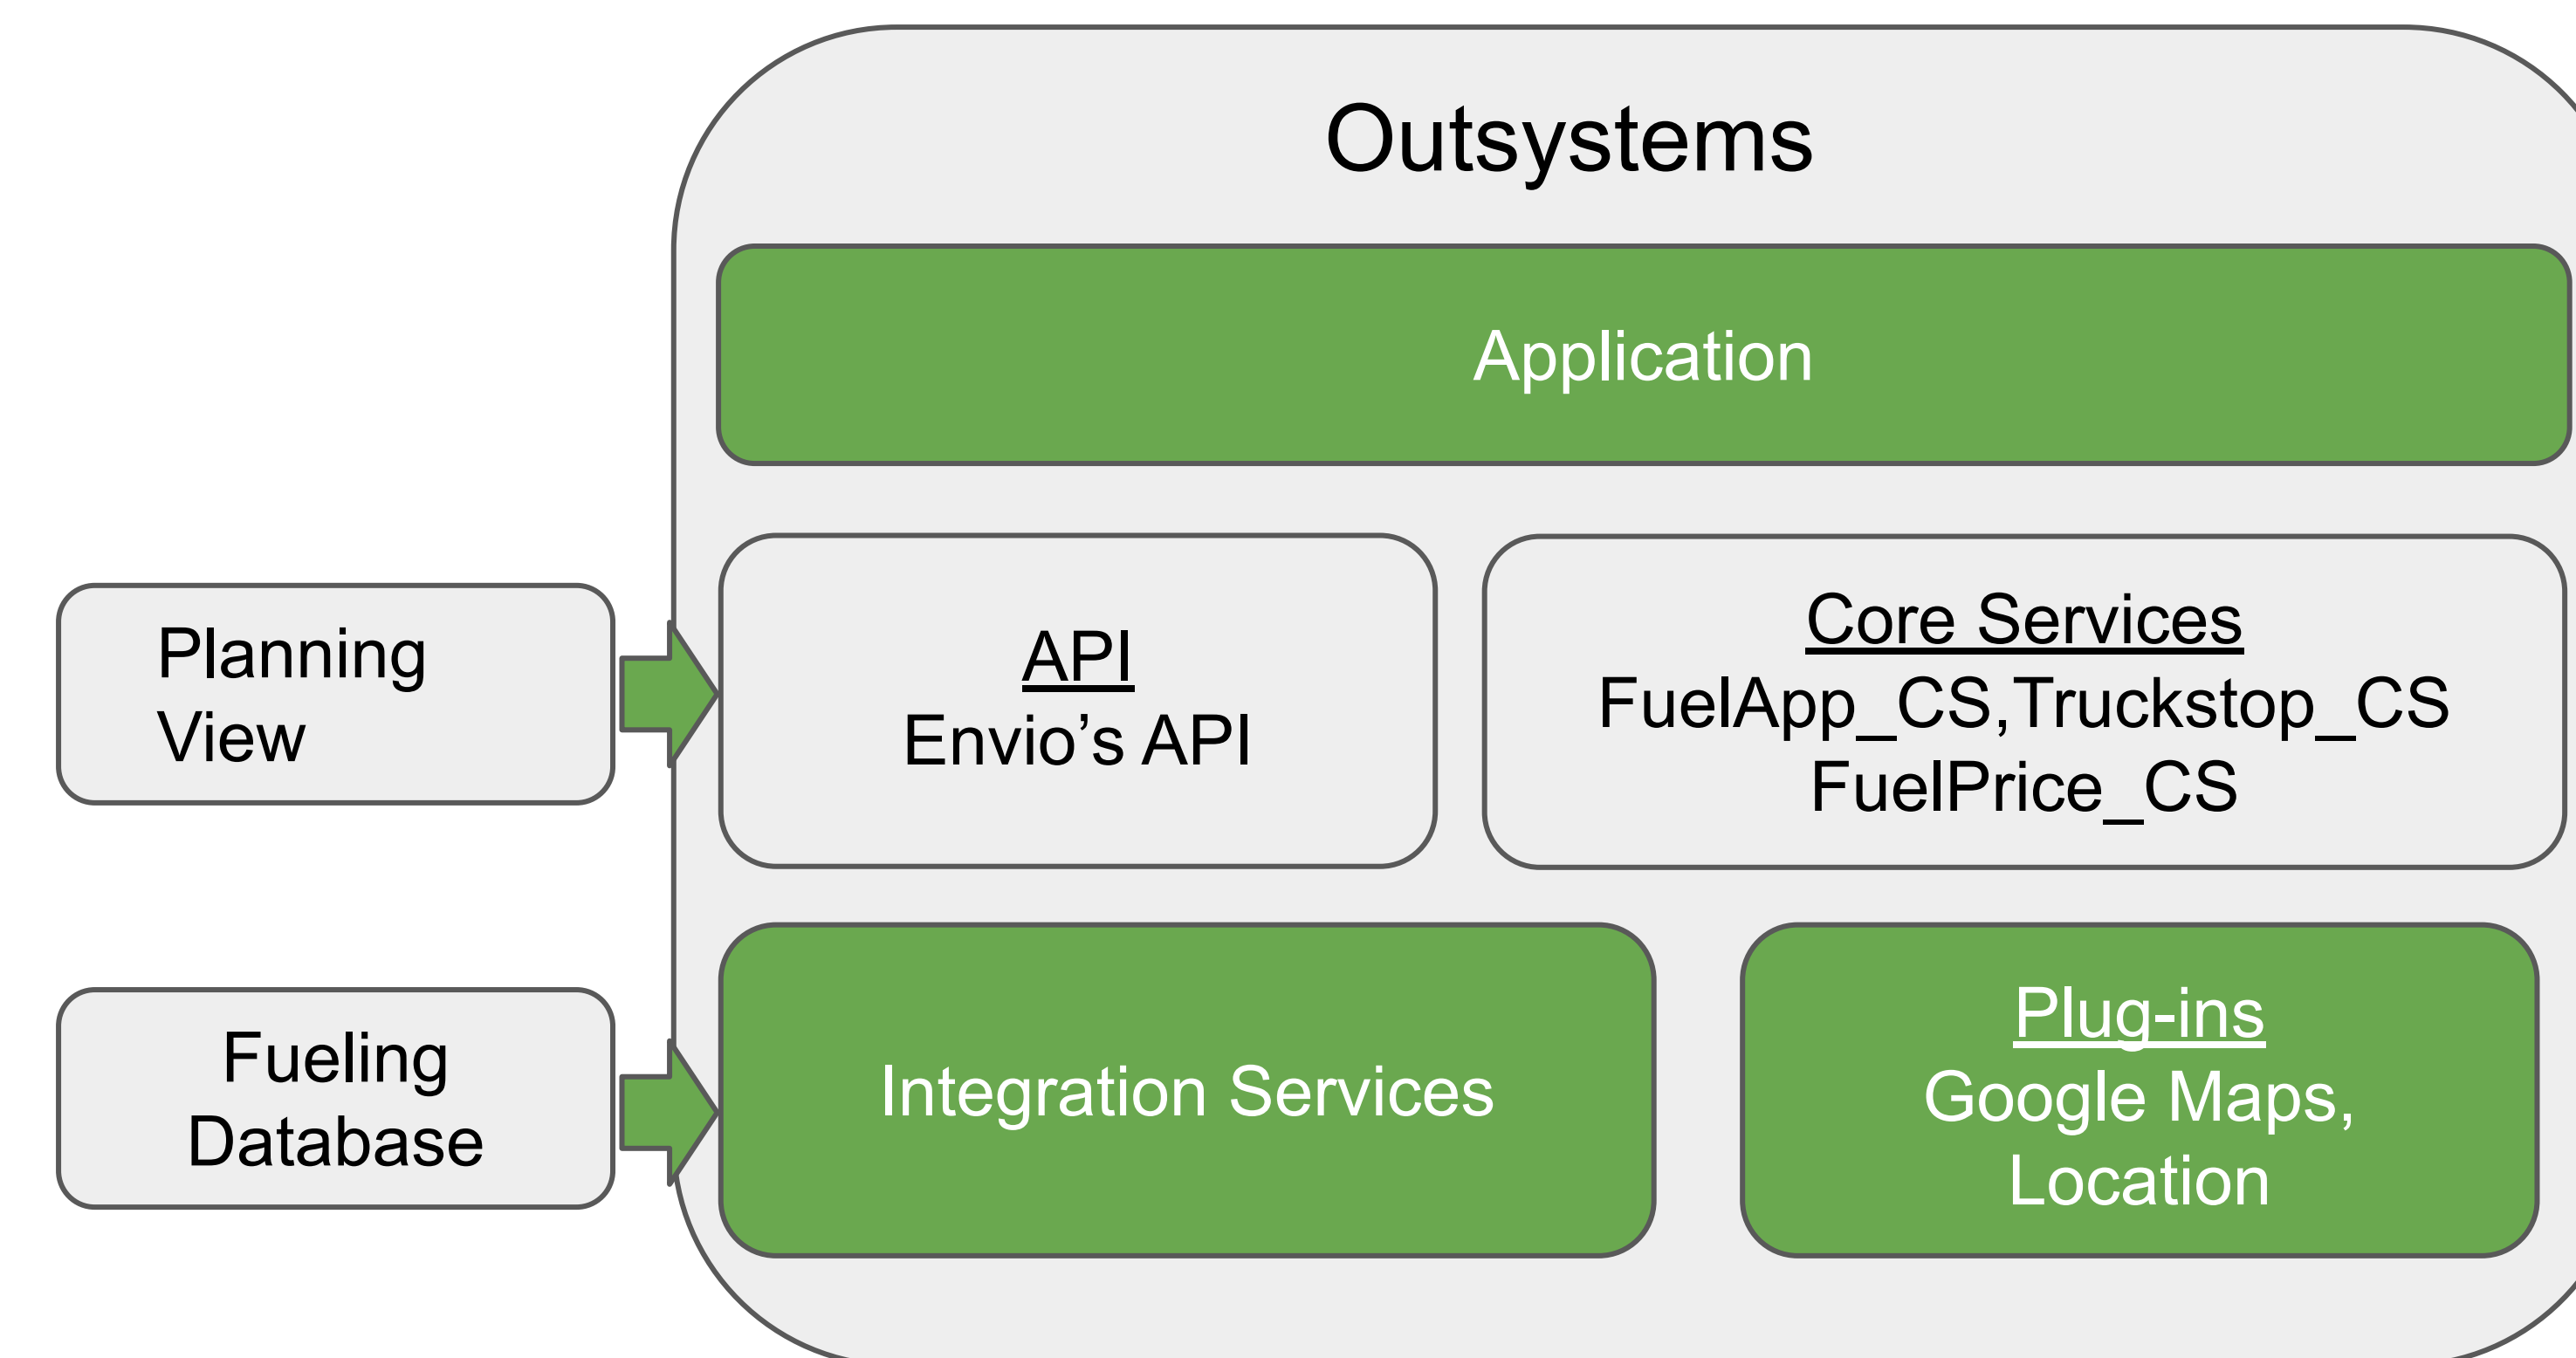 Outsystems
Application
Planning
View
API
Envio’s API
Core Services
FuelApp_CS,Truckstop_CS
FuelPrice_CS
Fueling
Database
Integration Services
Plug-ins
Google Maps,
Location